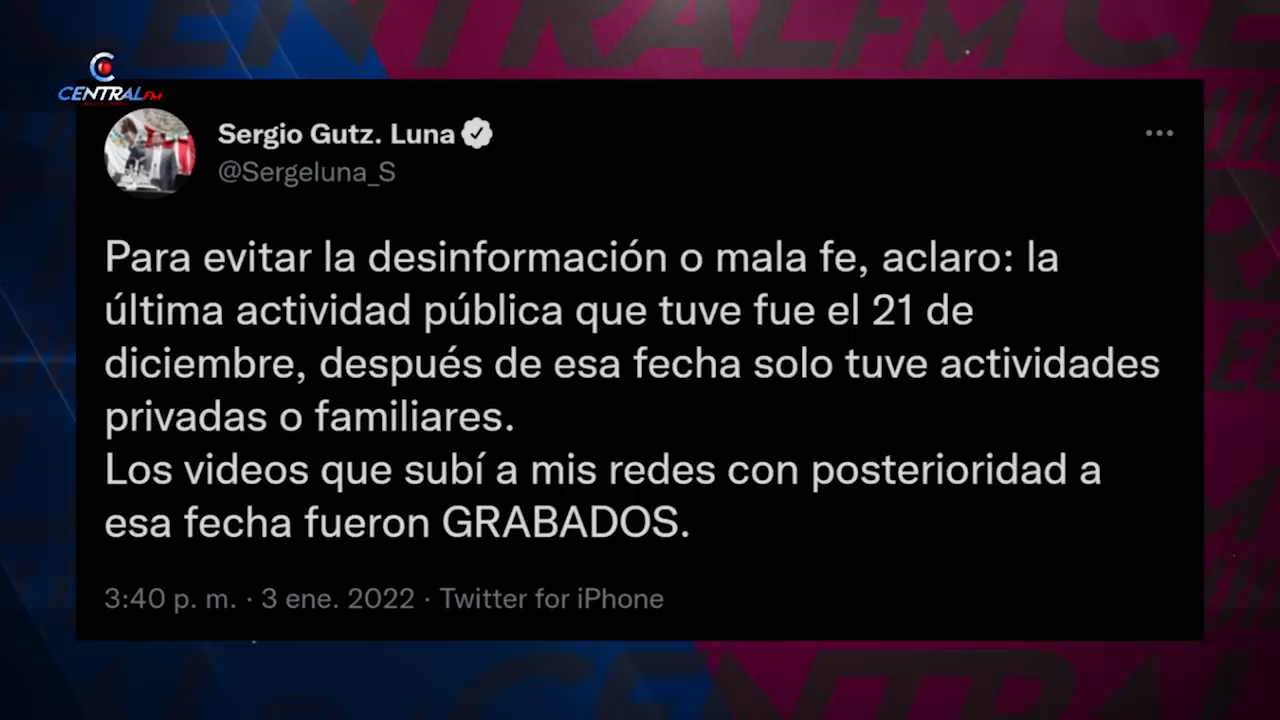 CENTRAL FM
CENTRALFM
Sergio Gutz. Luna
@Sergeluna_S
Para evitar la desinformación o mala fe, aclaro: la
última actividad pública que tuve fue el 21 de
diciembre, después de esa fecha solo tuve actividades
privadas o familiares.
Los videos que subí a mis redes con posterioridad a
esa fecha fueron GRABADOS.
3:40 p. m. · 3 ene. 2022 · Twitter for iPhone